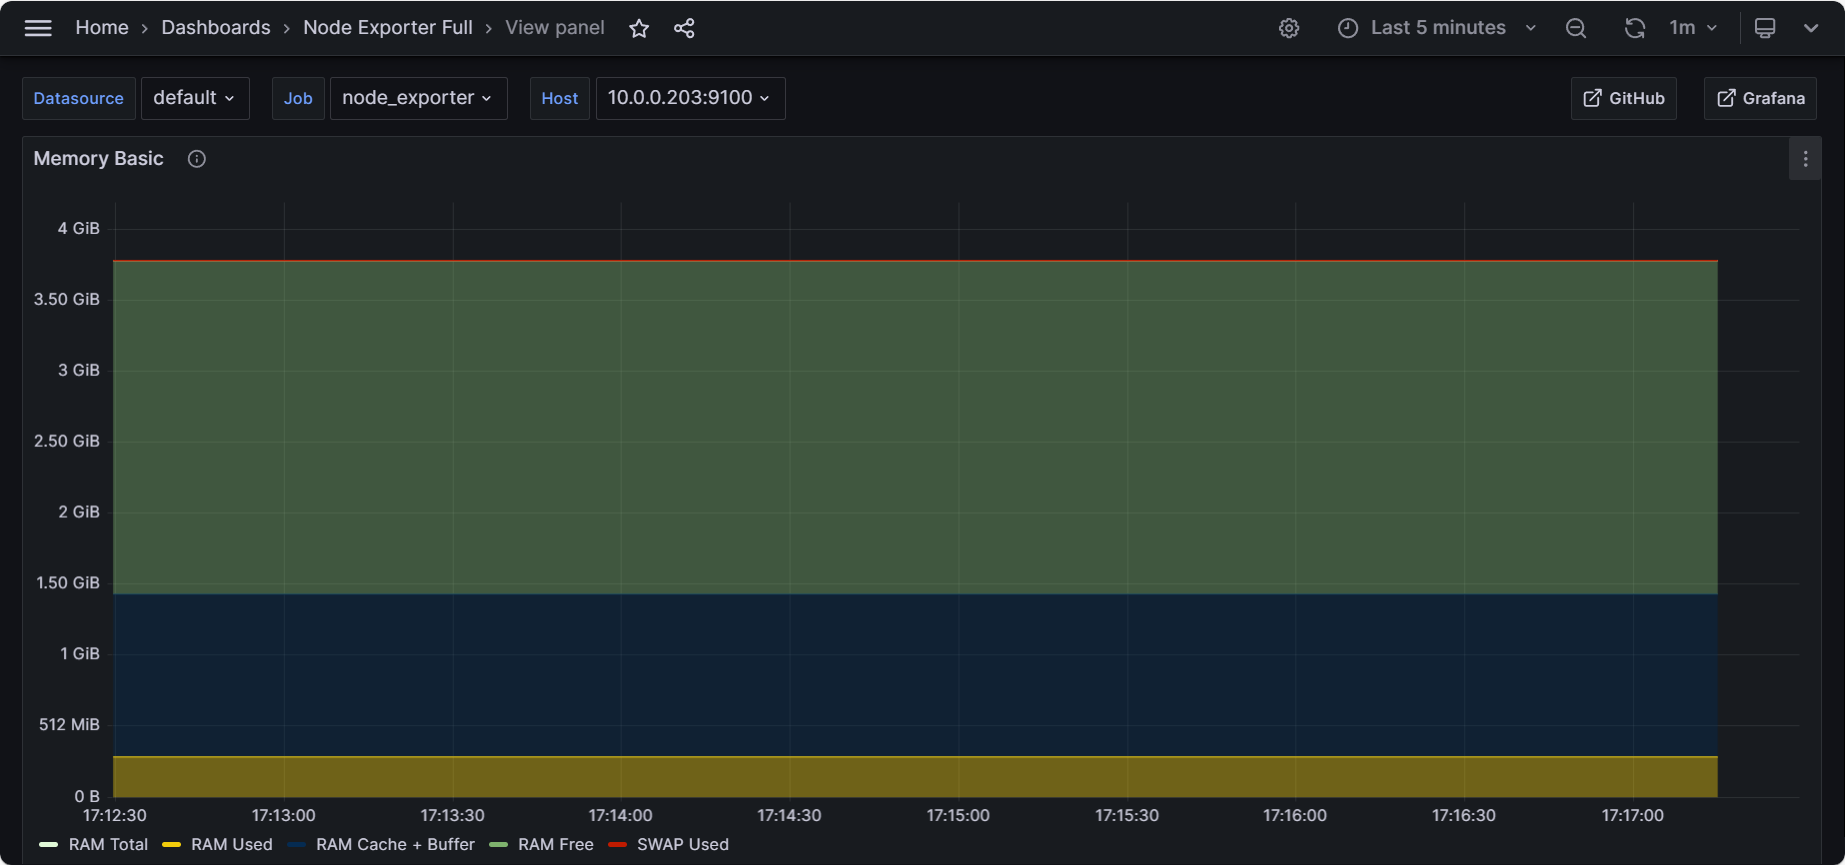 Home › Dashboards › Node Exporter Full › View panel
Last 5 minutes
1m
Datasource default Job node_exporter Host 10.0.0.203:9100
GitHub Grafana
Memory Basic
4 GiB
3.50 GiB
3 GiB
2.50 GiB
2 GiB
1.50 GiB
1 GiB
512 MiB
0 B
17:12:30 17:13:00 17:13:30 17:14:00 17:14:30 17:15:00 17:15:30 17:16:00 17:16:30 17:17:00
RAM Total RAM Used RAM Cache + Buffer RAM Free SWAP Used